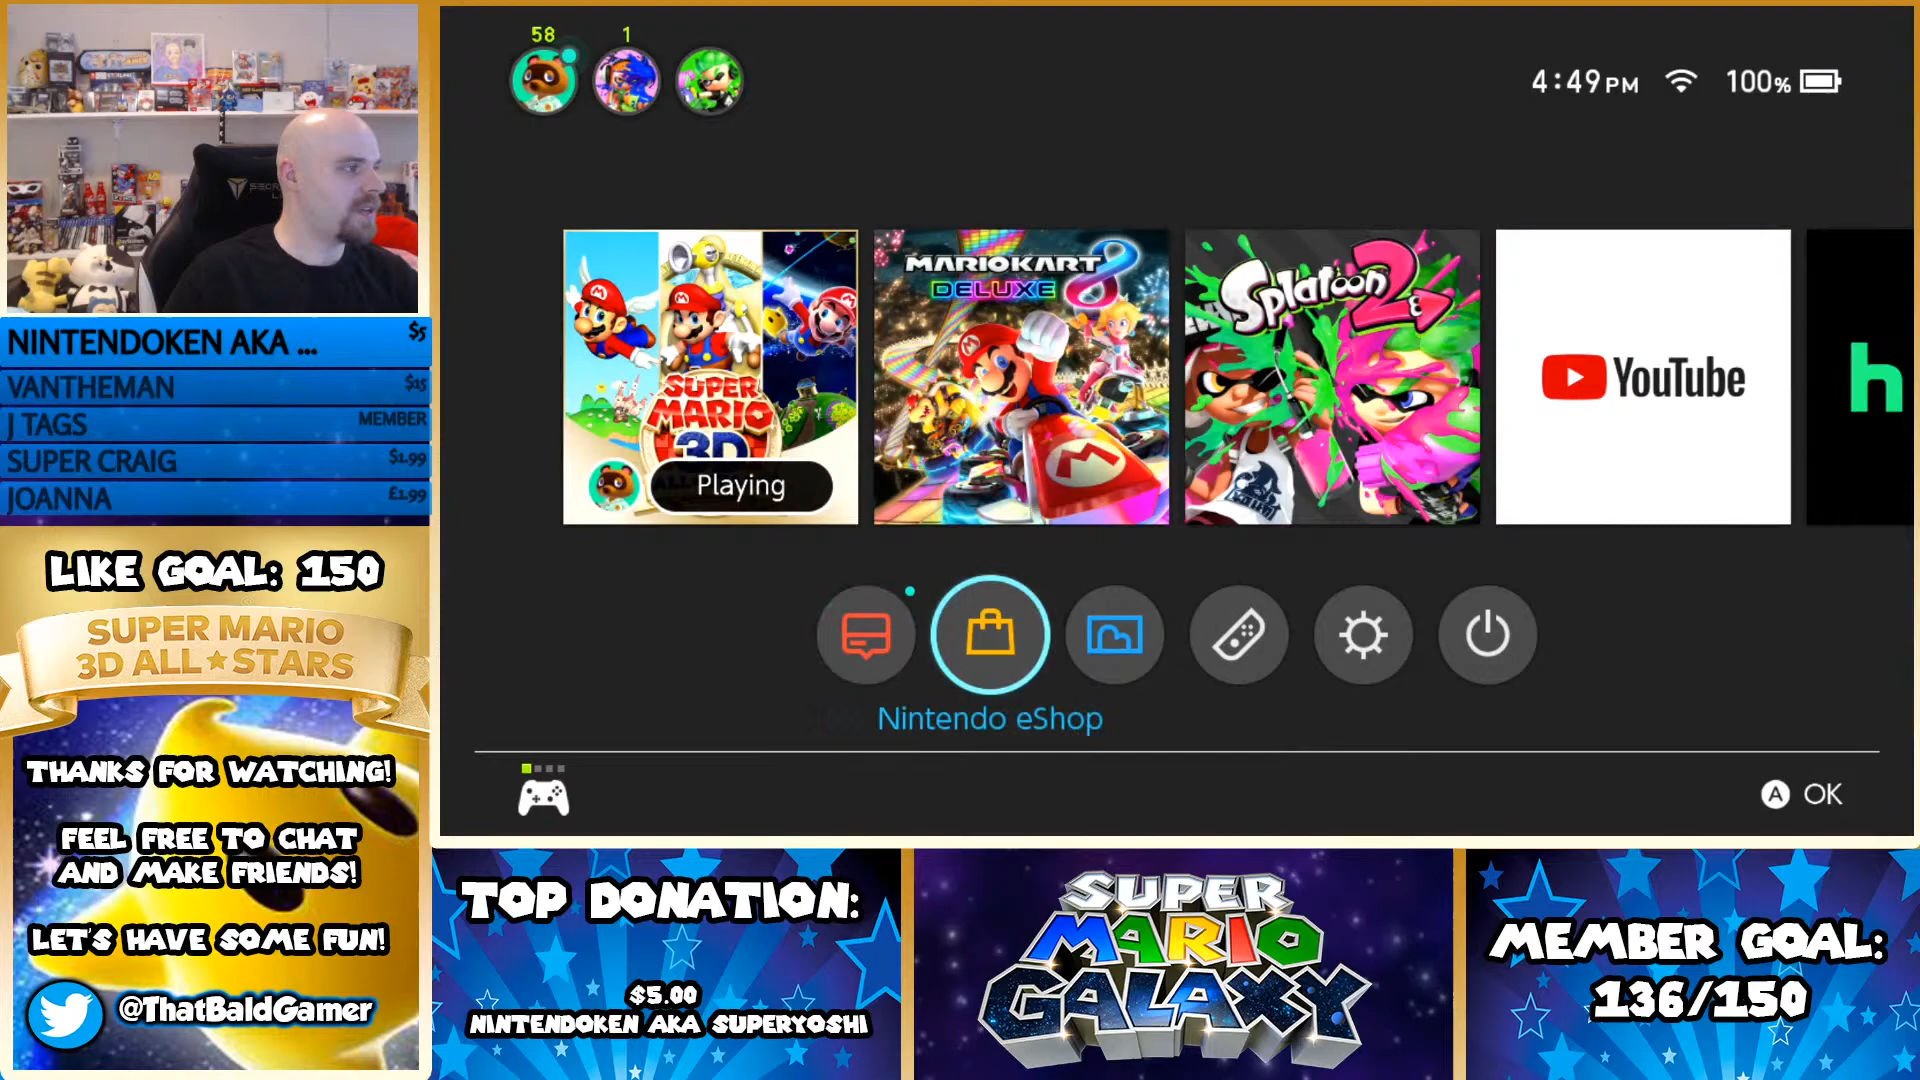 58
1
4:49 PM
100%
MARIOKART 8
DELUXE
Splatoon 2
YouTube
h
SUPER
MARIO
3D
Playing
Nintendo eShop
A OK
NINTENDOKEN AKA ... $5
VANTHEMAN $15
J TAGS MEMBER
SUPER CRAIG $1.99
JOANNA £1.99
LIKE GOAL: 150
SUPER MARIO
3D ALL★STARS
THANKS FOR WATCHING!
FEEL FREE TO CHAT
AND MAKE FRIENDS!
LET'S HAVE SOME FUN!
@ThatBaldGamer
TOP DONATION:
$5.00
NINTENDOKEN AKA SUPERYOSHI
SUPER
MARIO
GALAXY
MEMBER GOAL:
136/150